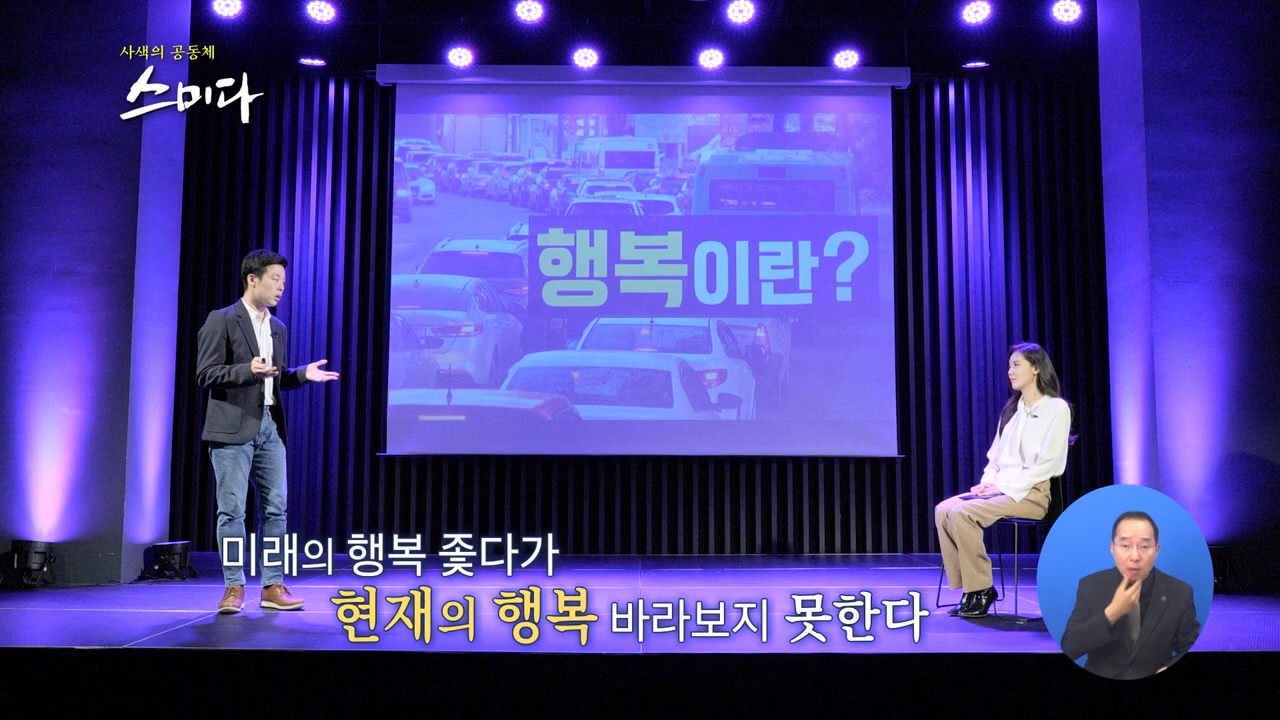 사색의 공동체
스미다
행복이란?
미래의 행복 좇다가
현재의 행복 바라보지 못한다